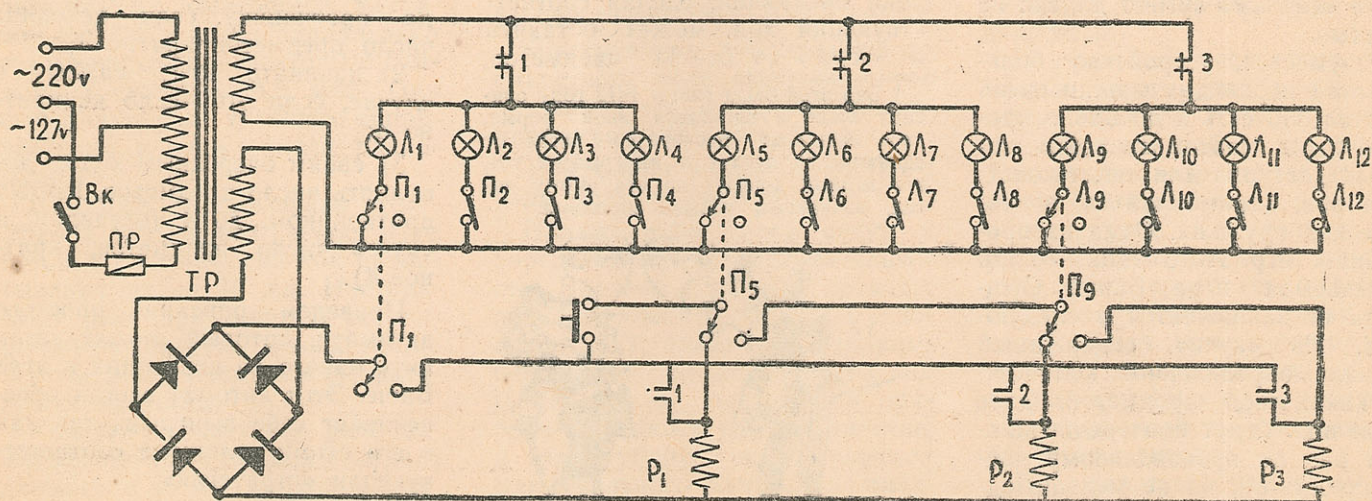 ~220v
~127v
Вк
ПР
ТР
1
2
3
Л1 Л2 Л3 Л4 Л5 Л6 Л7 Л8 Л9 Л10 Л11 Л12
П1 П2 П3 П4 П5 Л6 Л7 Л8 Л9 Л10 Л11 Л12
П1
П5
П9
1
2
3
Р1
Р2
Р3